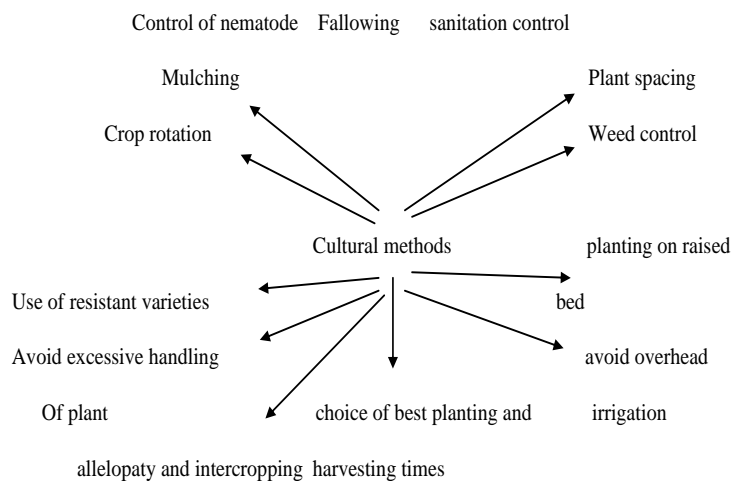 Control of nematode Fallowing sanitation control
Mulching Plant spacing
Crop rotation Weed control
Cultural methods planting on raised
Use of resistant varieties bed
Avoid excessive handling avoid overhead
Of plant choice of best planting and irrigation
allelopaty and intercropping harvesting times